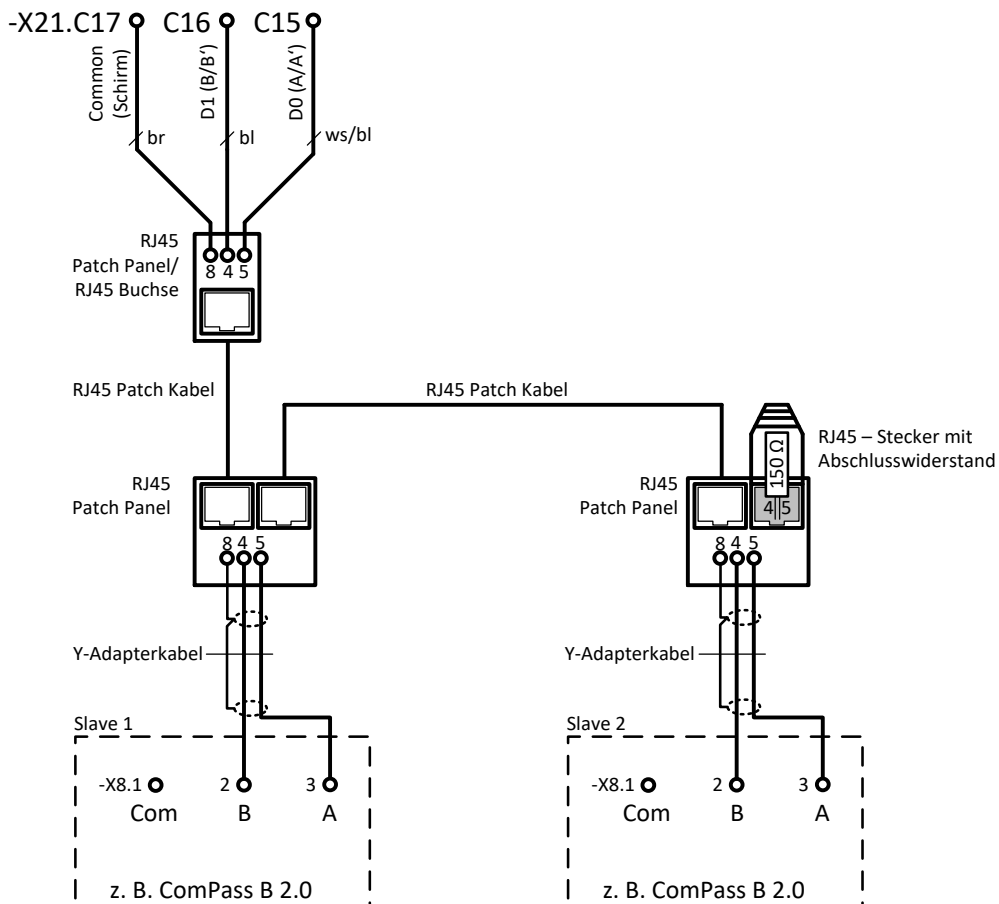 -X21.C17 C16 C15
Common
(Schirm)
D1 (B/B‘)
D0 (A/A‘)
br bl ws/bl
RJ45
Patch Panel/
RJ45 Buchse
8 4 5
RJ45 Patch Kabel
RJ45 Patch Kabel
RJ45 – Stecker mit
Abschlusswiderstand
150 Ω
4 5
RJ45
Patch Panel
8 4 5
RJ45
Patch Panel
8 4 5
Y-Adapterkabel
Y-Adapterkabel
Slave 1
-X8.1 2 3
Com B A
z. B. ComPass B 2.0
Slave 2
-X8.1 2 3
Com B A
z. B. ComPass B 2.0